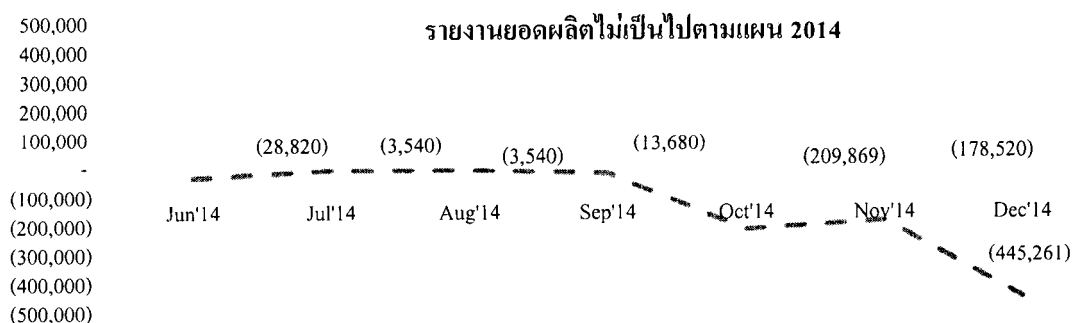 รายงานยอดผลิตไม่เป็นไปตามแผน 2014
500,000
400,000
300,000
200,000
100,000
-
(100,000)
(200,000)
(300,000)
(400,000)
(500,000)
(28,820)
(3,540)
(3,540)
(13,680)
(209,869)
(178,520)
(445,261)
Jun'14
Jul'14
Aug'14
Sep'14
Oct'14
Nov'14
Dec'14